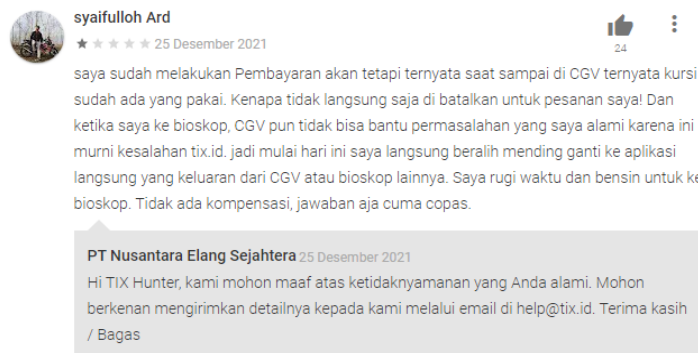 syaifulloh Ard
25 Desember 2021
24
saya sudah melakukan Pembayaran akan tetapi ternyata saat sampai di CGV ternyata kursi
sudah ada yang pakai. Kenapa tidak langsung saja di batalkan untuk pesanan saya! Dan
ketika saya ke bioskop, CGV pun tidak bisa bantu permasalahan yang saya alami karena ini
murni kesalahan tix.id. jadi mulai hari ini saya langsung beralih mending ganti ke aplikasi
langsung yang keluaran dari CGV atau bioskop lainnya. Saya rugi waktu dan bensin untuk ke
bioskop. Tidak ada kompensasi, jawaban aja cuma copas.
PT Nusantara Elang Sejahtera 25 Desember 2021
Hi TIX Hunter, kami mohon maaf atas ketidaknyamanan yang Anda alami. Mohon
berkenan mengirimkan detailnya kepada kami melalui email di help@tix.id. Terima kasih
/ Bagas